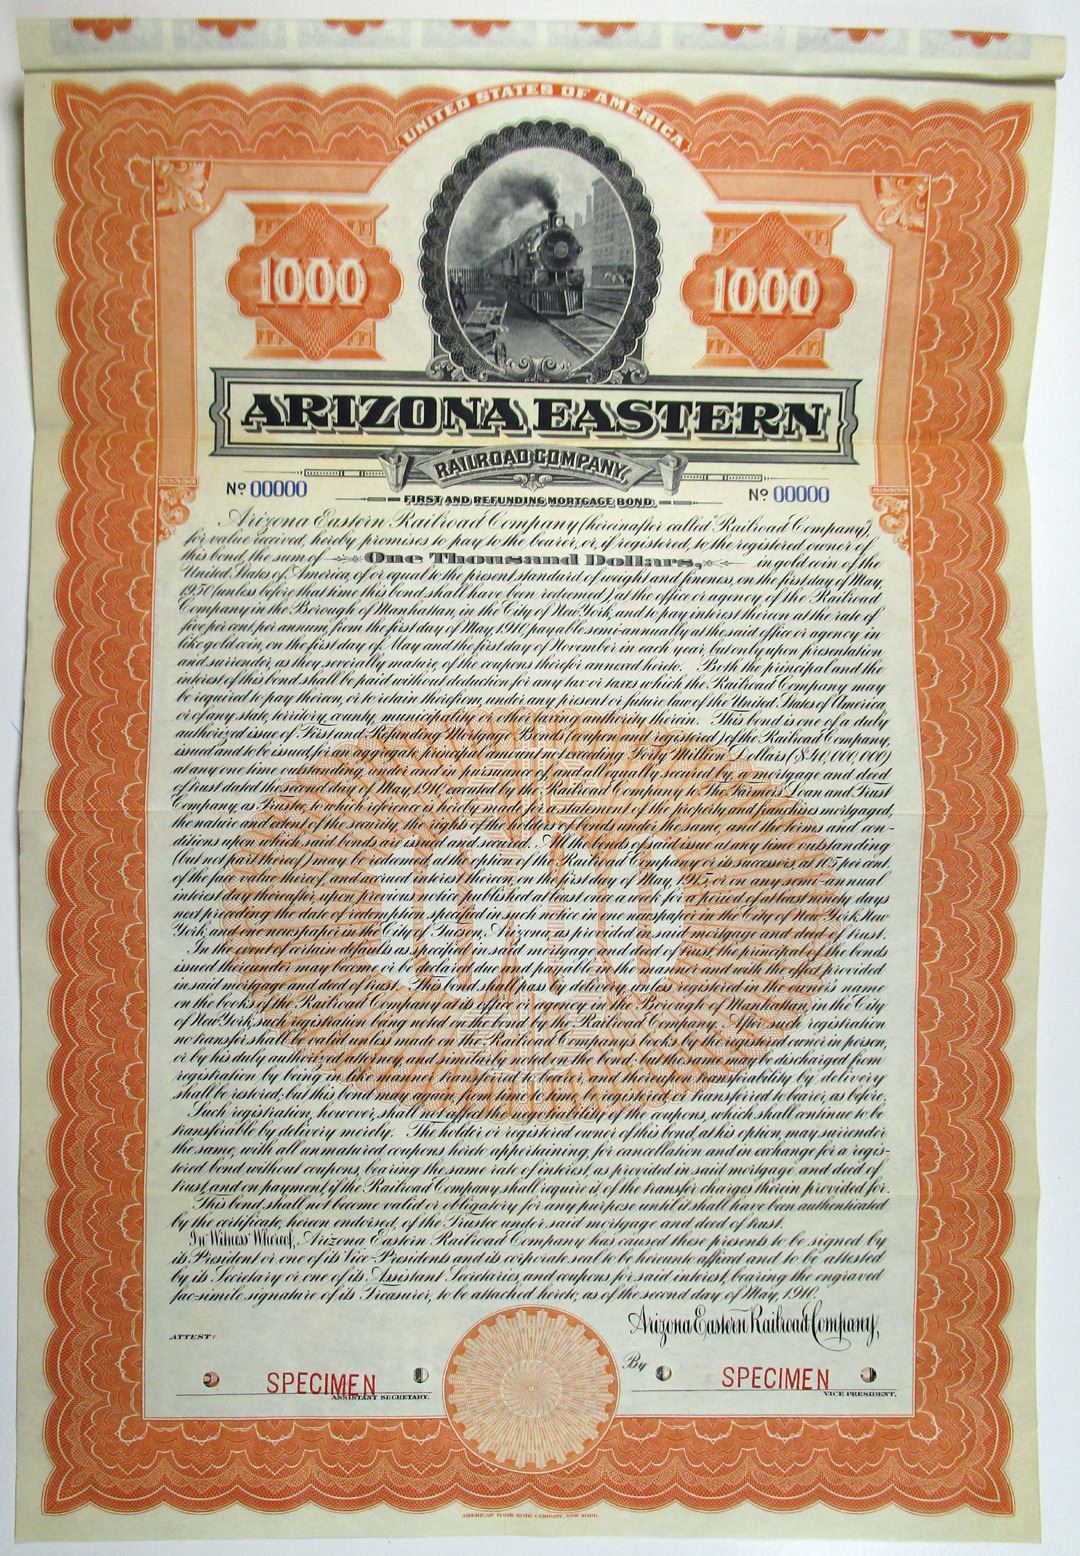 UNITED STATES OF AMERICA
1000
1000
ARIZONA EASTERN
RAILROAD COMPANY,
FIRST AND REFUNDING MORTGAGE BOND.
No 00000
No 00000
Arizona Eastern Railroad Company (hereinafter called "Railroad Company"),
for value received, hereby promises to pay to the bearer, or, if registered, to the registered owner of
this bond, the sum of One Thousand Dollars, in gold coin of the
United States of America, of or equal to the present standard of weight and fineness, on the first day of May,
1950 (unless before that time this bond shall have been redeemed), at the office or agency of the Railroad
Company in the Borough of Manhattan, in the City of New York, and to pay interest thereon at the rate of
five per cent. per annum, from the first day of May, 1910, payable semi-annually at the said office or agency in
like gold coin, on the first day of May and the first day of November in each year, but only upon presentation
and surrender, as they severally mature, of the coupons therefor annexed hereto. Both the principal and the
interest of this bond shall be paid without deduction for any tax or taxes which the Railroad Company may
be required to pay thereon, or to retain therefrom, under any present or future law of the United States of America,
or of any state, territory, county, municipality or other taxing authority therein. This bond is one of a duly
authorized issue of First and Refunding Mortgage Bonds (coupon and registered) of the Railroad Company,
issued and to be issued, for an aggregate principal amount not exceeding Forty Million Dollars ($40,000,000)
at any one time outstanding, under and in pursuance of and all equally secured by, a mortgage and deed
of trust dated the second day of May, 1910, executed by the Railroad Company to The Farmers' Loan and Trust
Company, as Trustee, to which reference is hereby made for a statement of the property and franchises mortgaged,
the nature and extent of the security, the rights of the holders of bonds under the same, and the terms and con-
ditions upon which said bonds are issued and secured. All the bonds of said issue at any time outstanding
(but not part thereof) may be redeemed, at the option of the Railroad Company or its successors, at 105 per cent.
of the face value thereof, and accrued interest thereon, on the first day of May, 1915, or on any semi-annual
interest day thereafter, upon previous notice published at least once a week for a period of at least ninety days
next preceding the date of redemption specified in such notice in one newspaper in the City of New York, New
York, and one newspaper in the City of Tucson, Arizona, as provided in said mortgage and deed of trust.
In the event of certain defaults as specified in said mortgage and deed of trust, the principal of the bonds
issued thereunder may become or be declared due and payable in the manner and with the effect provided
in said mortgage and deed of trust. This bond shall pass by delivery, unless registered in the owner's name
on the books of the Railroad Company at its office or agency in the Borough of Manhattan, in the City
of New York, such registration being noted on the bond by the Railroad Company. After such registration
no transfer shall be valid unless made on the Railroad Company's books by the registered owner in person,
or by his duly authorized attorney, and similarly noted on the bond; but the same may be discharged from
registration by being in like manner transferred to bearer, and thereupon transferability by delivery
shall be restored; but this bond may again, from time to time, be registered or transferred to bearer, as before.
Such registration, however, shall not affect the negotiability of the coupons, which shall continue to be
transferable by delivery merely. The holder or registered owner of this bond, at his option, may surrender
the same, with all unmatured coupons hereto appertaining, for cancellation and in exchange for a regis-
tered bond without coupons, bearing the same rate of interest, as provided in said mortgage and deed of
trust, and on payment, if the Railroad Company shall require it, of the transfer charges therein provided for.
This bond shall not become valid or obligatory for any purpose until it shall have been authenticated
by the certificate, hereon endorsed, of the Trustee under said mortgage and deed of trust.
In Witness Whereof, Arizona Eastern Railroad Company has caused these presents to be signed by
its President or one of its Vice-Presidents and its corporate seal to be hereunto affixed and to be attested
by its Secretary or one of its Assistant Secretaries, and coupons for said interest, bearing the engraved
fac-simile signature of its Treasurer, to be attached hereto, as of the second day of May, 1910.
Arizona Eastern Railroad Company,
ATTEST:
By
SPECIMEN
SPECIMEN
ASSISTANT SECRETARY.
VICE PRESIDENT.
AMERICAN BANK NOTE COMPANY, NEW YORK.